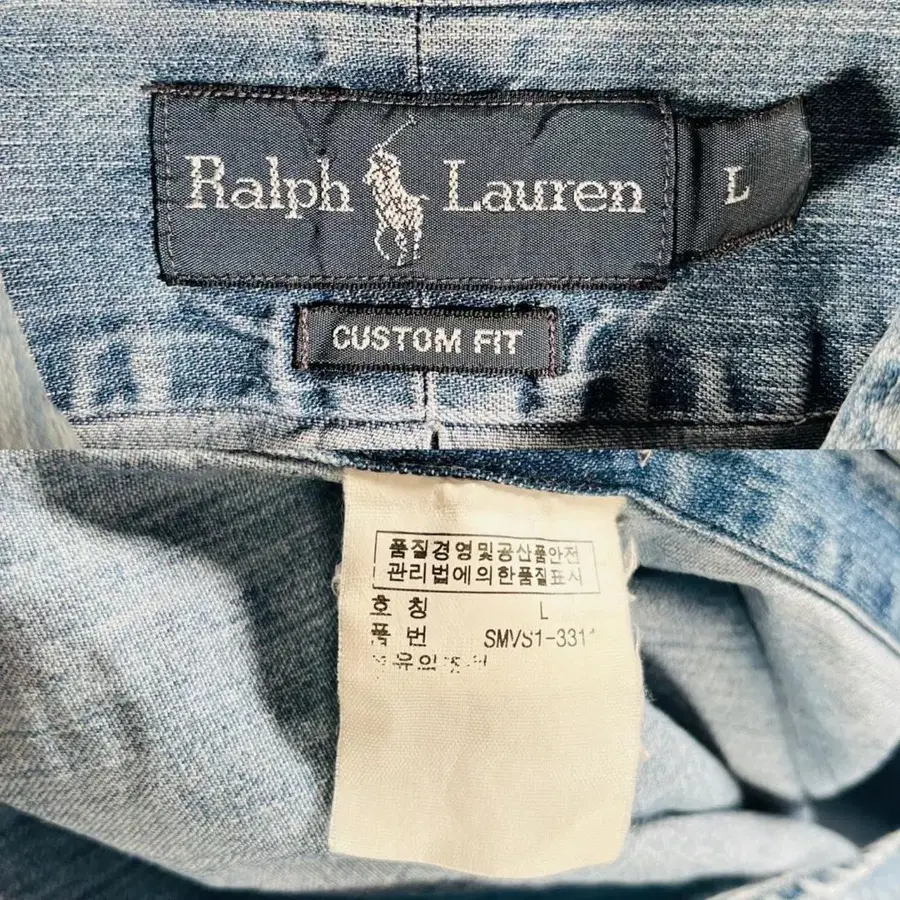 Ralph Lauren
L
CUSTOM FIT
품질경영및공산품안전
관리법에의한품질표시
호 칭 L
품 번 SMVS1-331